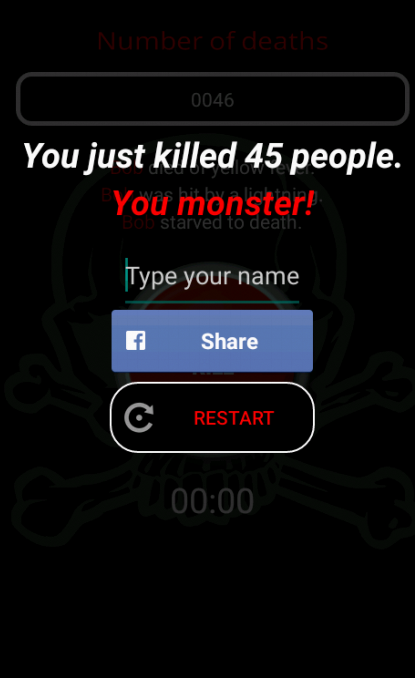 Number of deaths
0046
You just killed 45 people.
Bob died of yellow fever.
Bob was hit by a lightning.
You monster!
Bob starved to death.
Type your name
Share
KILL
RESTART
00:00